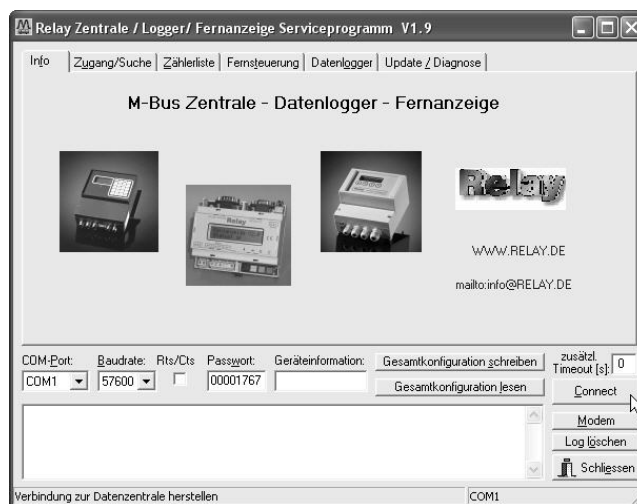 Relay Zentrale / Logger/ Fernanzeige Serviceprogramm V1.9
Info Zugang/Suche Zählerliste Fernsteuerung Datenlogger Update / Diagnose
M-Bus Zentrale - Datenlogger - Fernanzeige
Relay
Relay
WWW.RELAY.DE
mailto:info@RELAY.DE
COM-Port: Baudrate: Rts/Cts Passwort: Geräteinformation: Gesamtkonfiguration schreiben zusätzl. Timeout [s]: 0
COM1 57600 00001767 Gesamtkonfiguration lesen
Connect
Modem
Log löschen
Schliessen
Verbindung zur Datenzentrale herstellen COM1